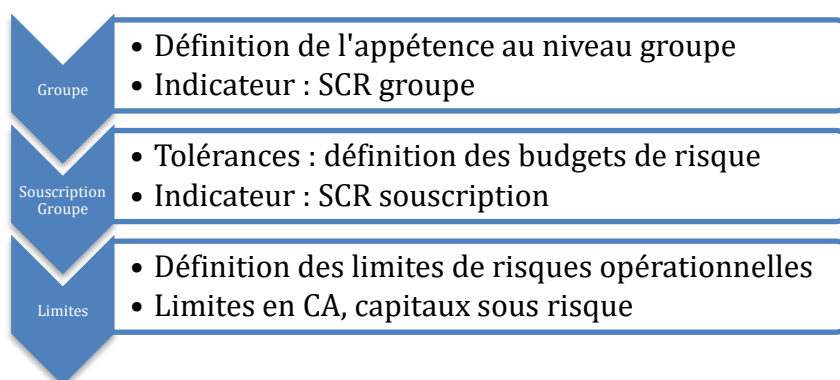 Groupe
• Définition de l'appétence au niveau groupe
• Indicateur : SCR groupe
Souscription
Groupe
• Tolérances : définition des budgets de risque
• Indicateur : SCR souscription
Limites
• Définition des limites de risques opérationnelles
• Limites en CA, capitaux sous risque